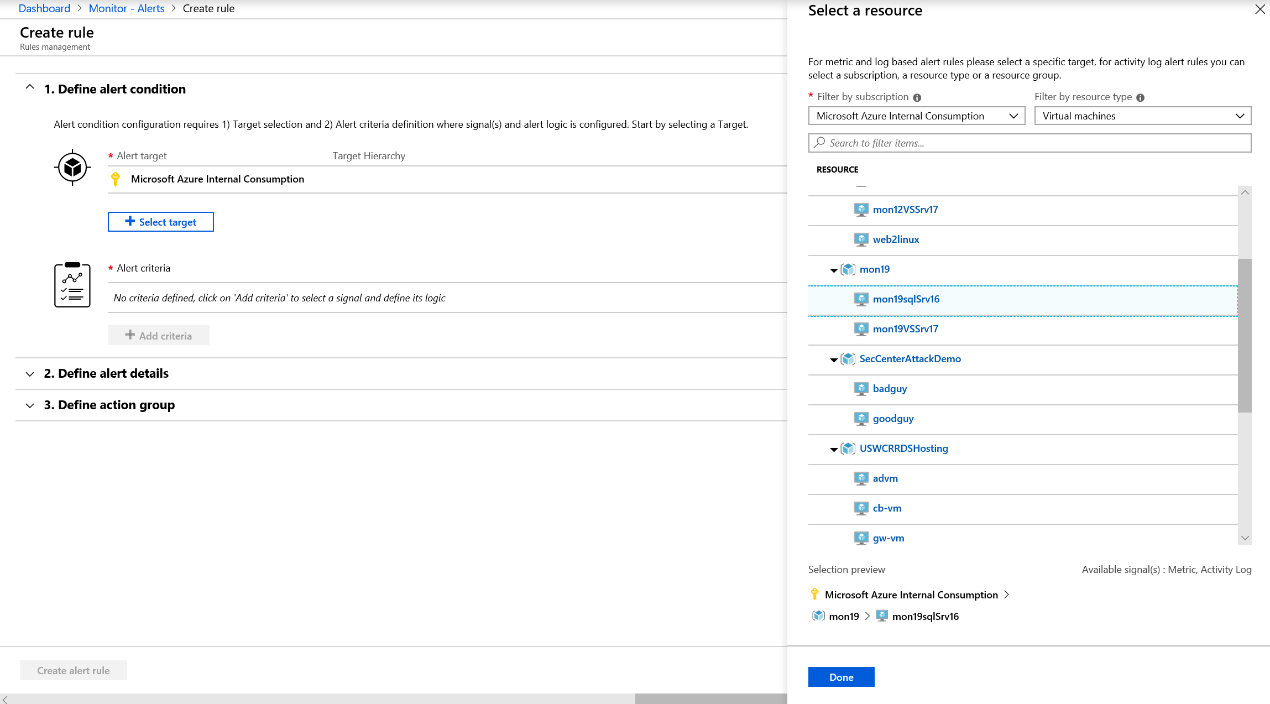 Dashboard > Monitor - Alerts > Create rule
Create rule
Rules management
1. Define alert condition
Alert condition configuration requires 1) Target selection and 2) Alert criteria definition where signal(s) and alert logic is configured. Start by selecting a Target.
* Alert target Target Hierarchy
Microsoft Azure Internal Consumption
+ Select target
* Alert criteria
No criteria defined, click on 'Add criteria' to select a signal and define its logic
+ Add criteria
2. Define alert details
3. Define action group
Create alert rule
Select a resource
For metric and log based alert rules please select a specific target, for activity log alert rules you can
select a subscription, a resource type or a resource group.
* Filter by subscription Filter by resource type
Microsoft Azure Internal Consumption Virtual machines
Search to filter items...
RESOURCE
mon12VSSrv17
web2linux
mon19
mon19sqlSrv16
mon19VSSrv17
SecCenterAttackDemo
badguy
goodguy
USWCRRDSHosting
advm
cb-vm
gw-vm
Selection preview Available signal(s) : Metric, Activity Log
Microsoft Azure Internal Consumption >
mon19 > mon19sqlSrv16
Done